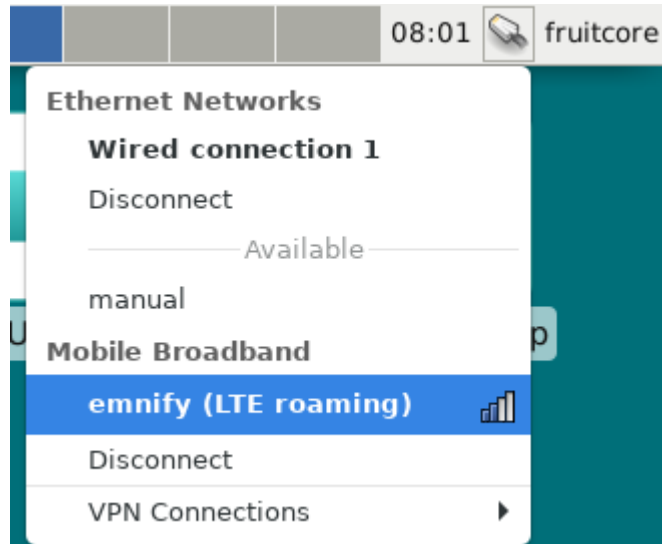 08:01 fruitcore
Ethernet Networks
Wired connection 1
Disconnect
Available
manual
U p
Mobile Broadband
emnify (LTE roaming)
Disconnect
VPN Connections